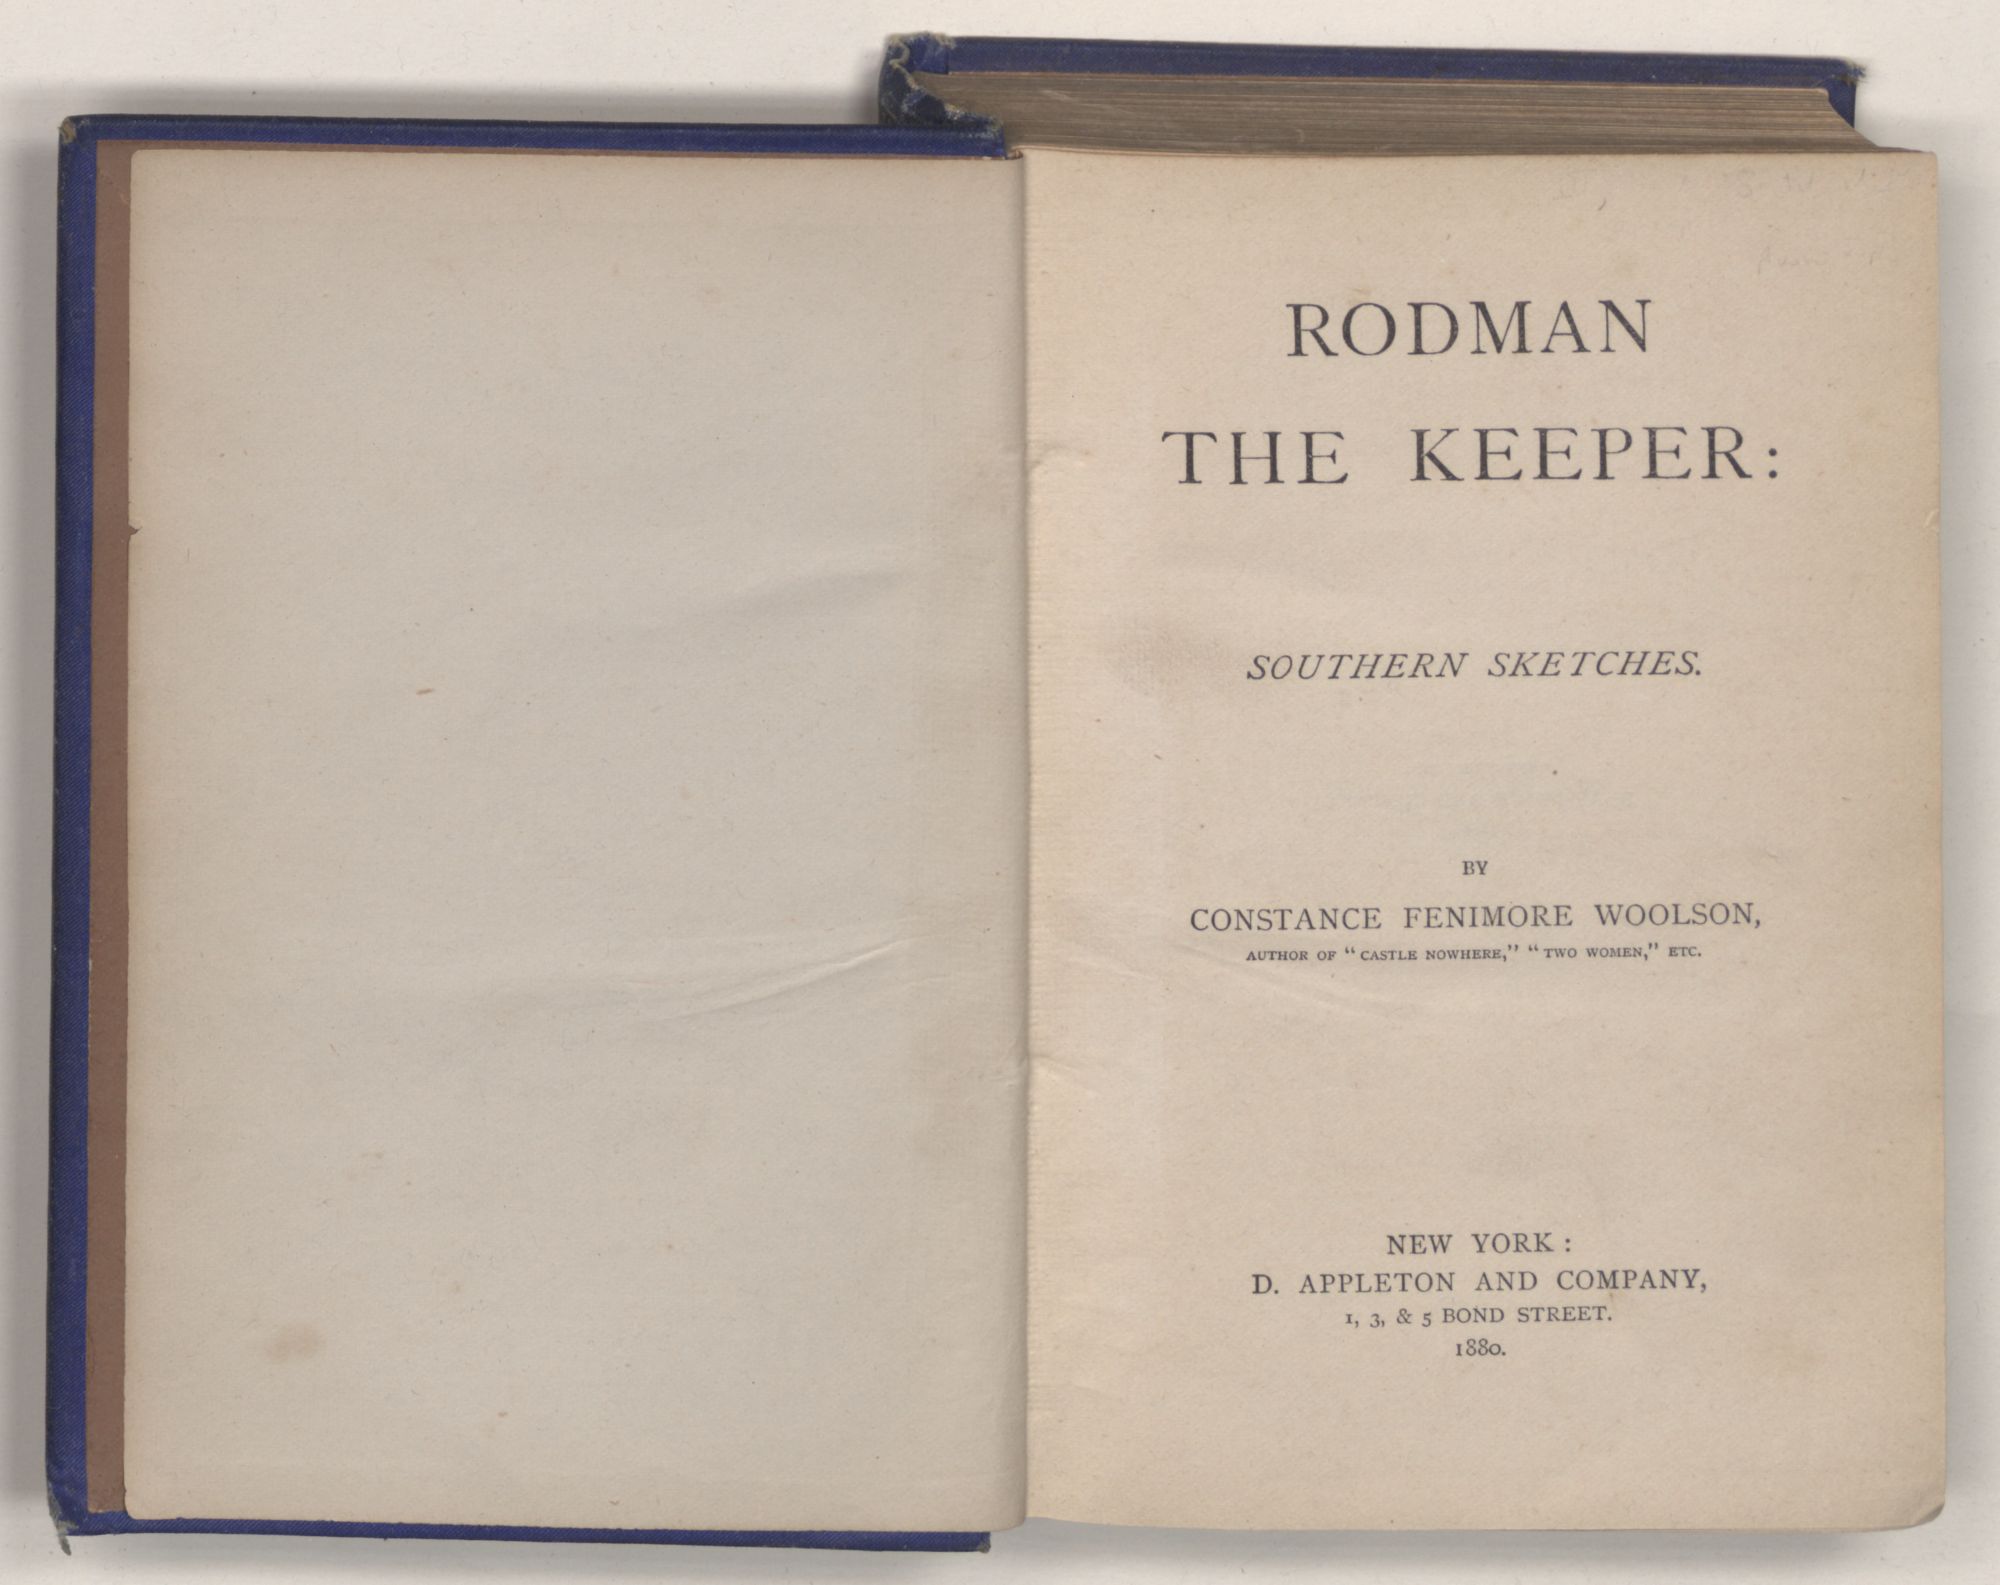 RODMAN
THE KEEPER:
SOUTHERN SKETCHES.
BY
CONSTANCE FENIMORE WOOLSON,
AUTHOR OF “CASTLE NOWHERE,” “TWO WOMEN,” ETC.
NEW YORK:
D. APPLETON AND COMPANY,
1, 3, & 5 BOND STREET.
1880.